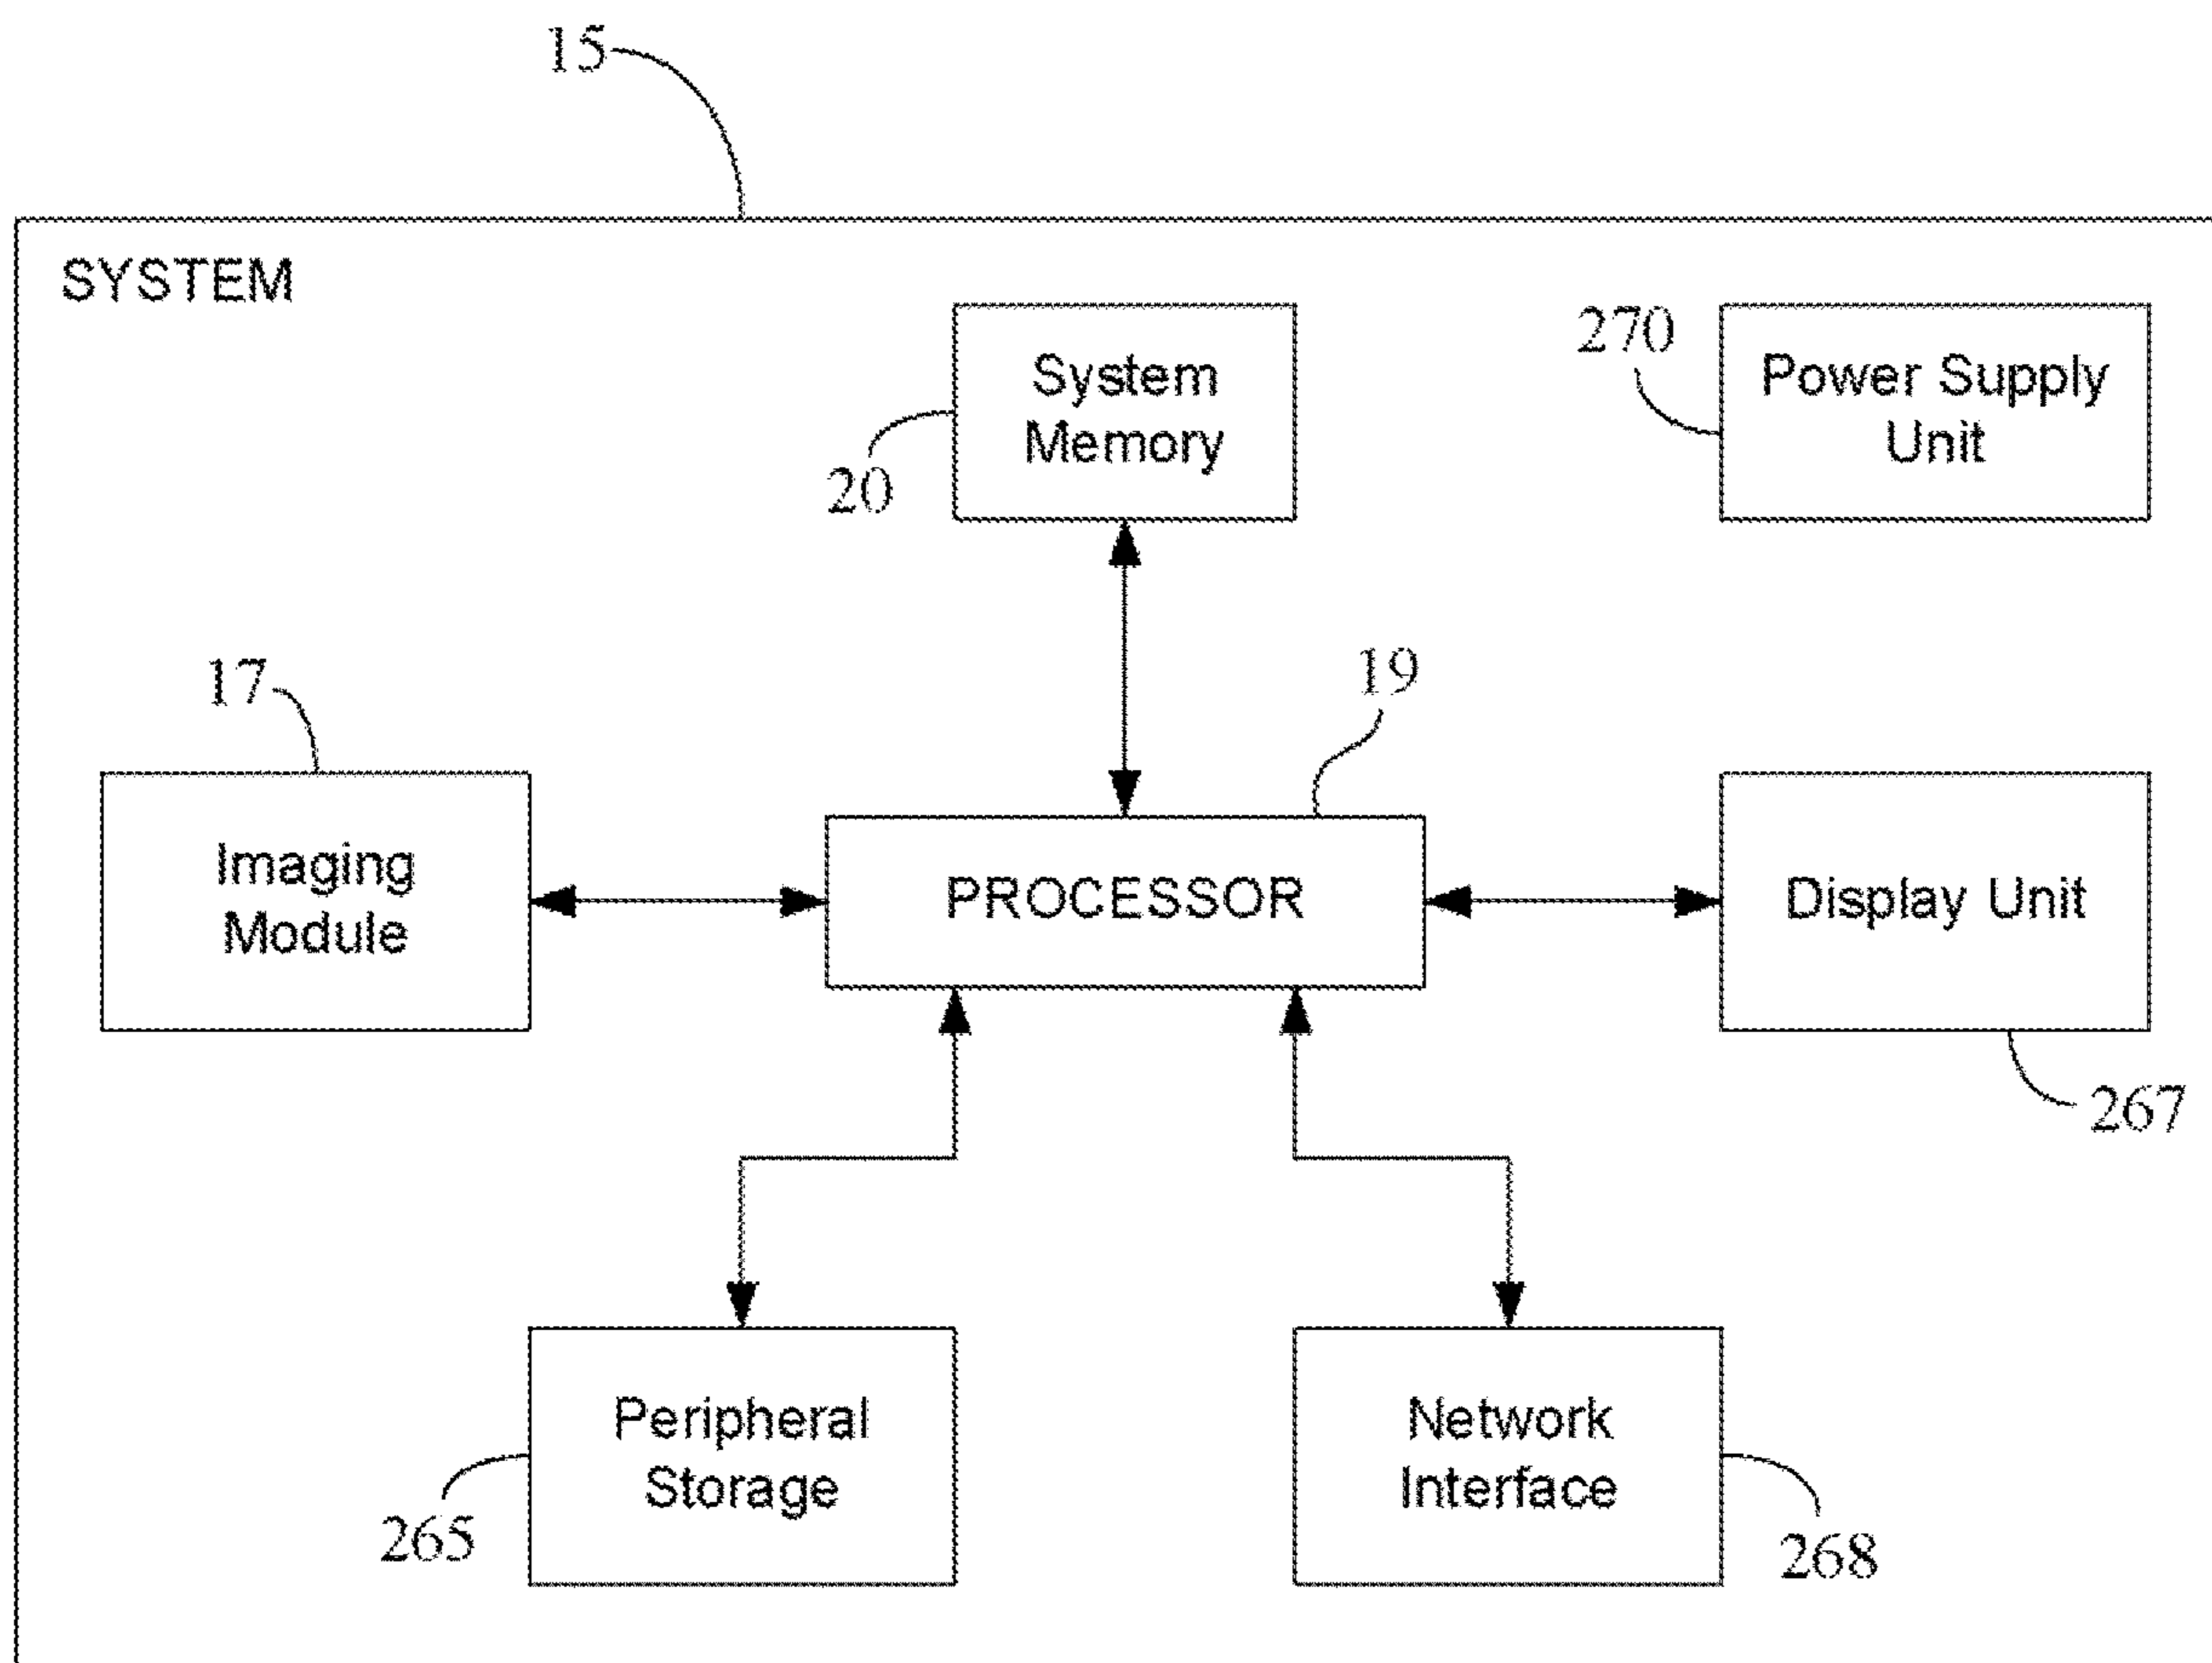 15
SYSTEM
System
Memory
20
270
Power Supply
Unit
17
Imaging
Module
19
PROCESSOR
Display Unit
267
Peripheral
Storage
265
Network
Interface
268